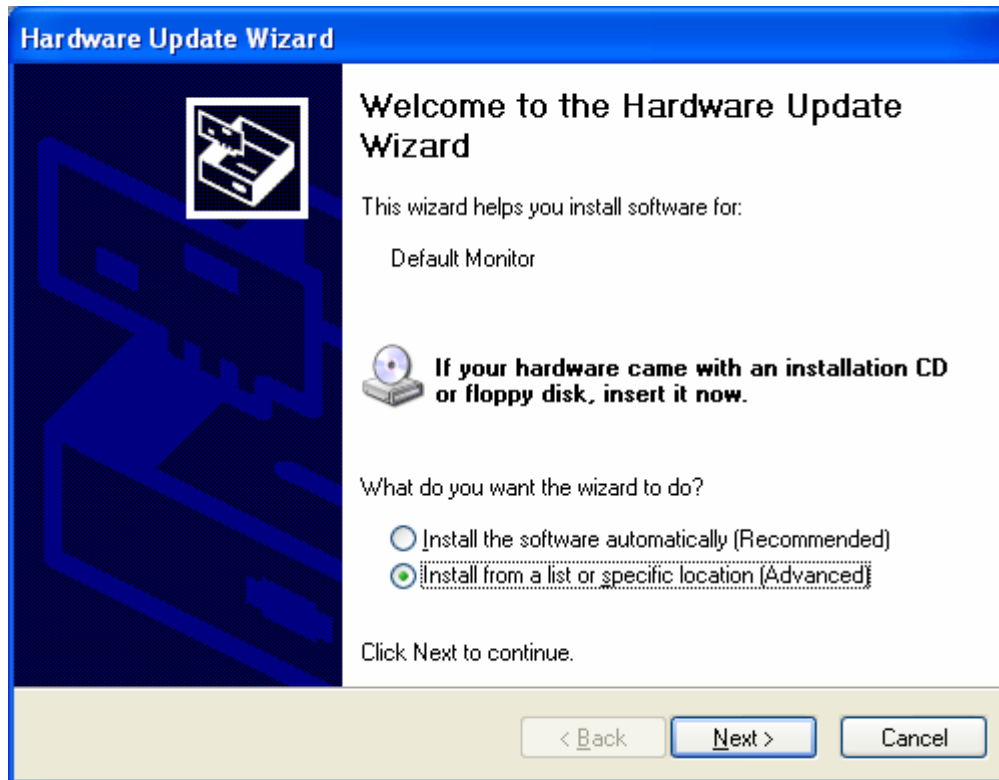 Hardware Update Wizard
Welcome to the Hardware Update
Wizard
This wizard helps you install software for:
Default Monitor
If your hardware came with an installation CD
or floppy disk, insert it now.
What do you want the wizard to do?
Install the software automatically (Recommended)
Install from a list or specific location (Advanced)
Click Next to continue.
< Back
Next >
Cancel